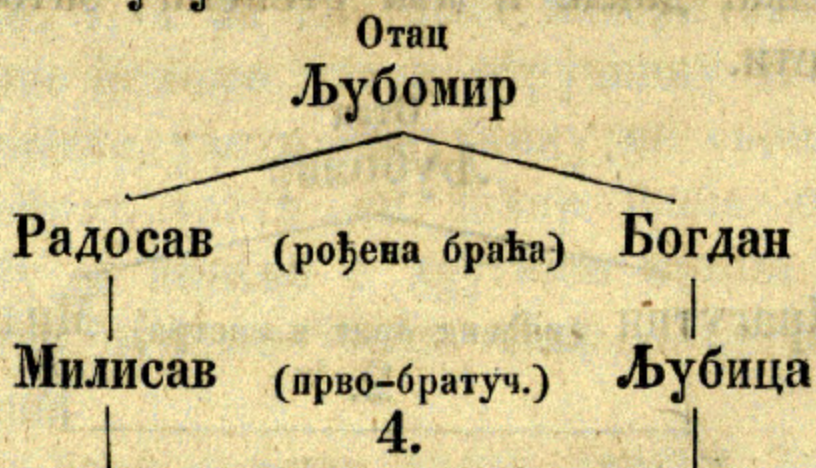 Отац
Љубомир
Радосав (рођена браћа) Богдан
Милисав (прво-братуч.) Љубица
4.